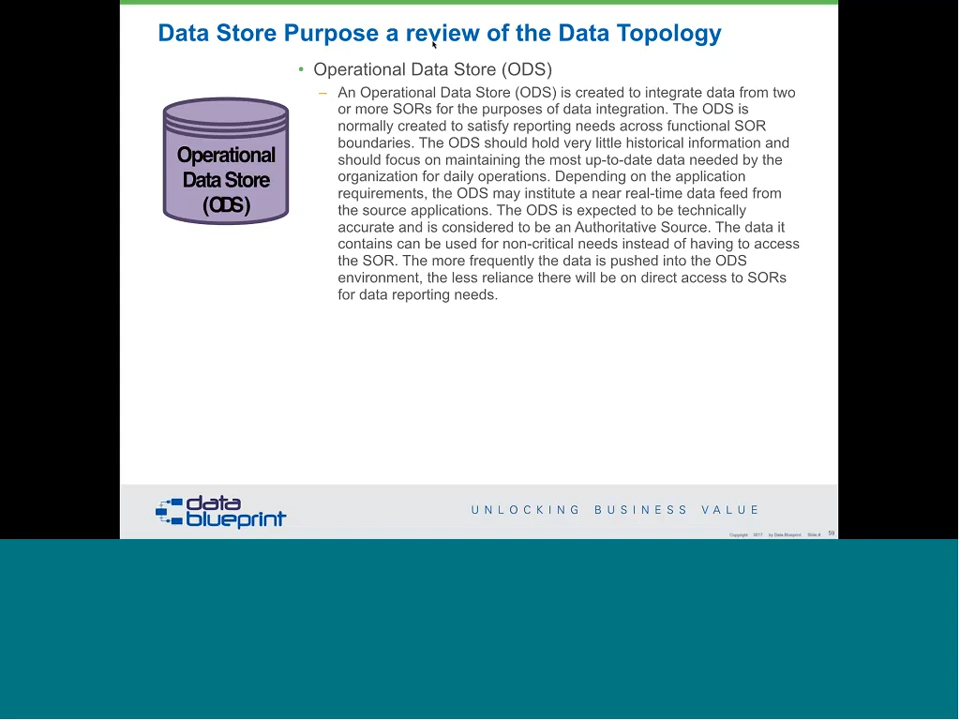 Data Store Purpose a review of the Data Topology
• Operational Data Store (ODS)
– An Operational Data Store (ODS) is created to integrate data from two
or more SORs for the purposes of data integration. The ODS is
normally created to satisfy reporting needs across functional SOR
boundaries. The ODS should hold very little historical information and
should focus on maintaining the most up-to-date data needed by the
organization for daily operations. Depending on the application
requirements, the ODS may institute a near real-time data feed from
the source applications. The ODS is expected to be technically
accurate and is considered to be an Authoritative Source. The data it
contains can be used for non-critical needs instead of having to access
the SOR. The more frequently the data is pushed into the ODS
environment, the less reliance there will be on direct access to SORs
for data reporting needs.
Operational
Data Store
(ODS)
data
blueprint
UNLOCKING BUSINESS VALUE
Copyright 2017 by Data Blueprint Slide # 59